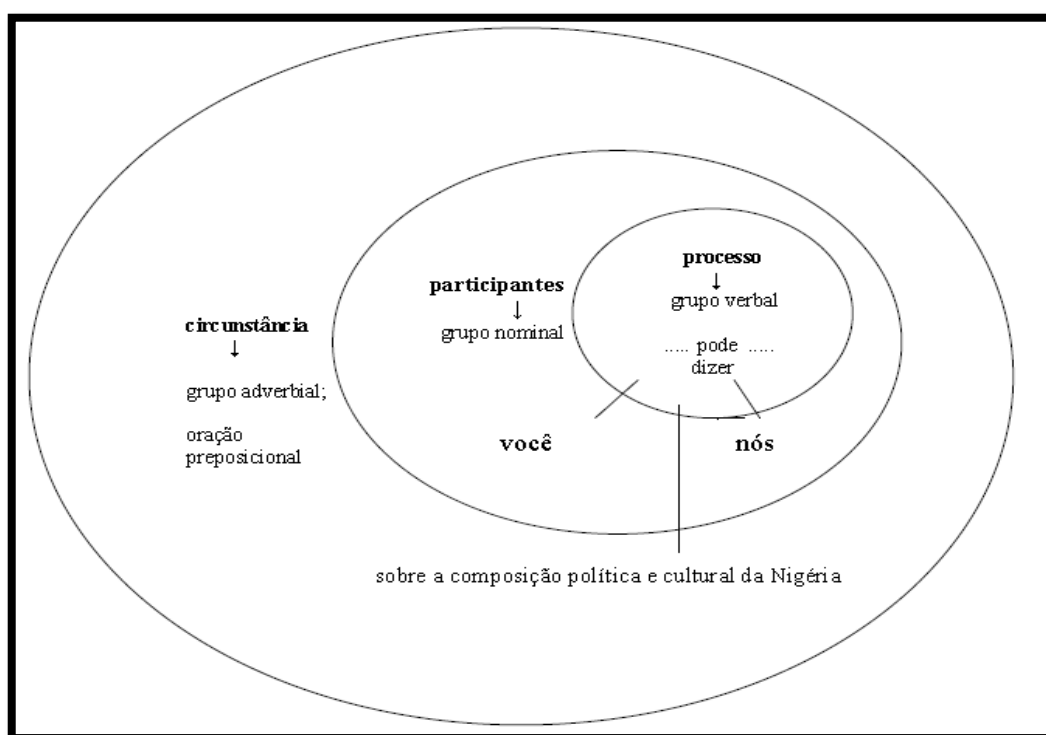 processo
↓
grupo verbal
participantes
↓
grupo nominal
circunstância
↓
..... pode .....
dizer
grupo adverbial;
oração
preposicional
você
nós
sobre a composição política e cultural da Nigéria